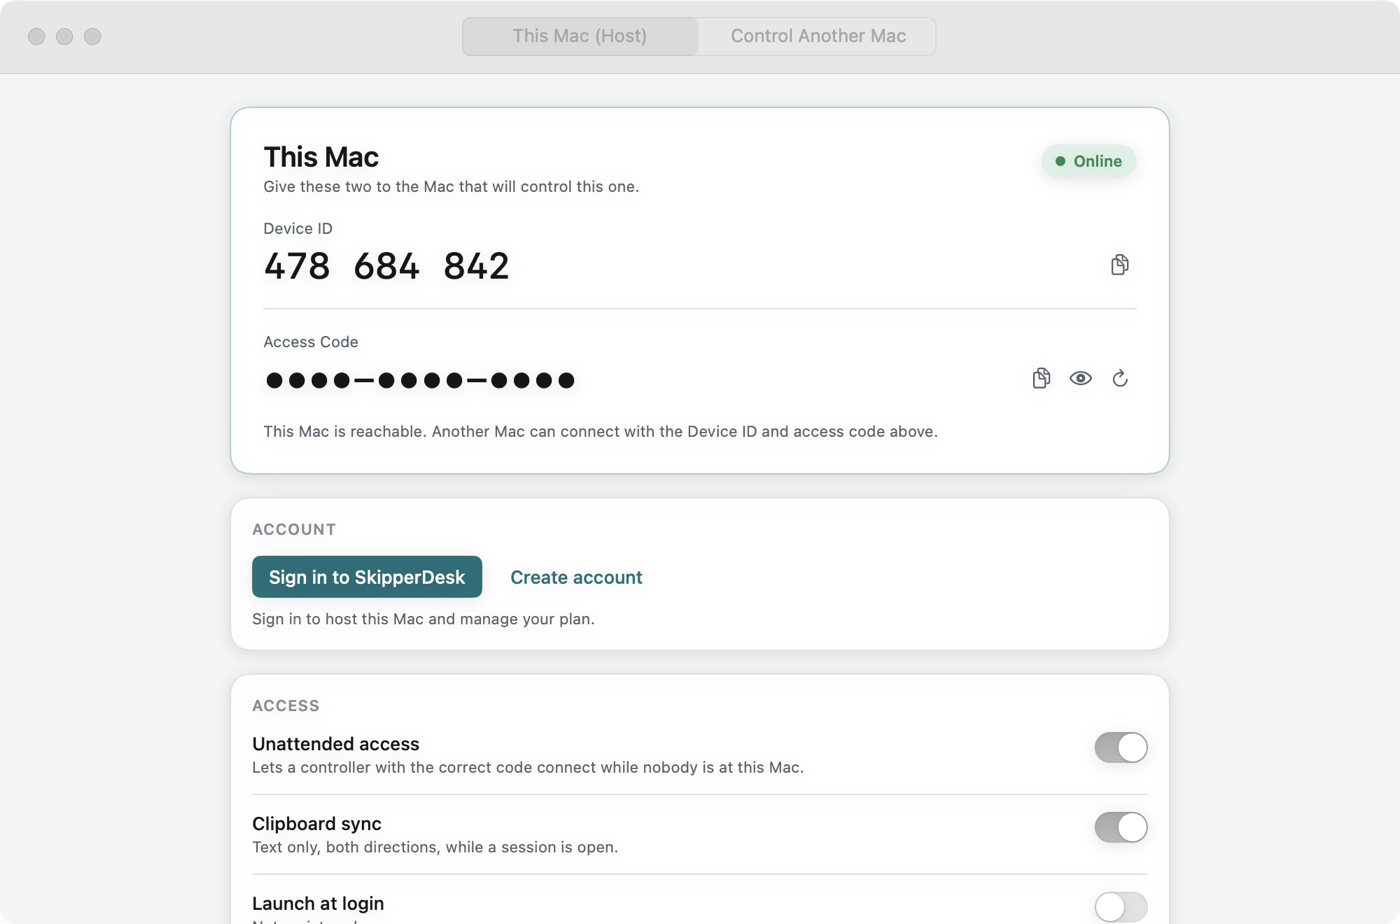 This Mac (Host)
Control Another Mac
This Mac
Online
Give these two to the Mac that will control this one.
Device ID
478 684 842
Access Code
●●●●–●●●●–●●●●
This Mac is reachable. Another Mac can connect with the Device ID and access code above.
ACCOUNT
Sign in to SkipperDesk
Create account
Sign in to host this Mac and manage your plan.
ACCESS
Unattended access
Lets a controller with the correct code connect while nobody is at this Mac.
Clipboard sync
Text only, both directions, while a session is open.
Launch at login